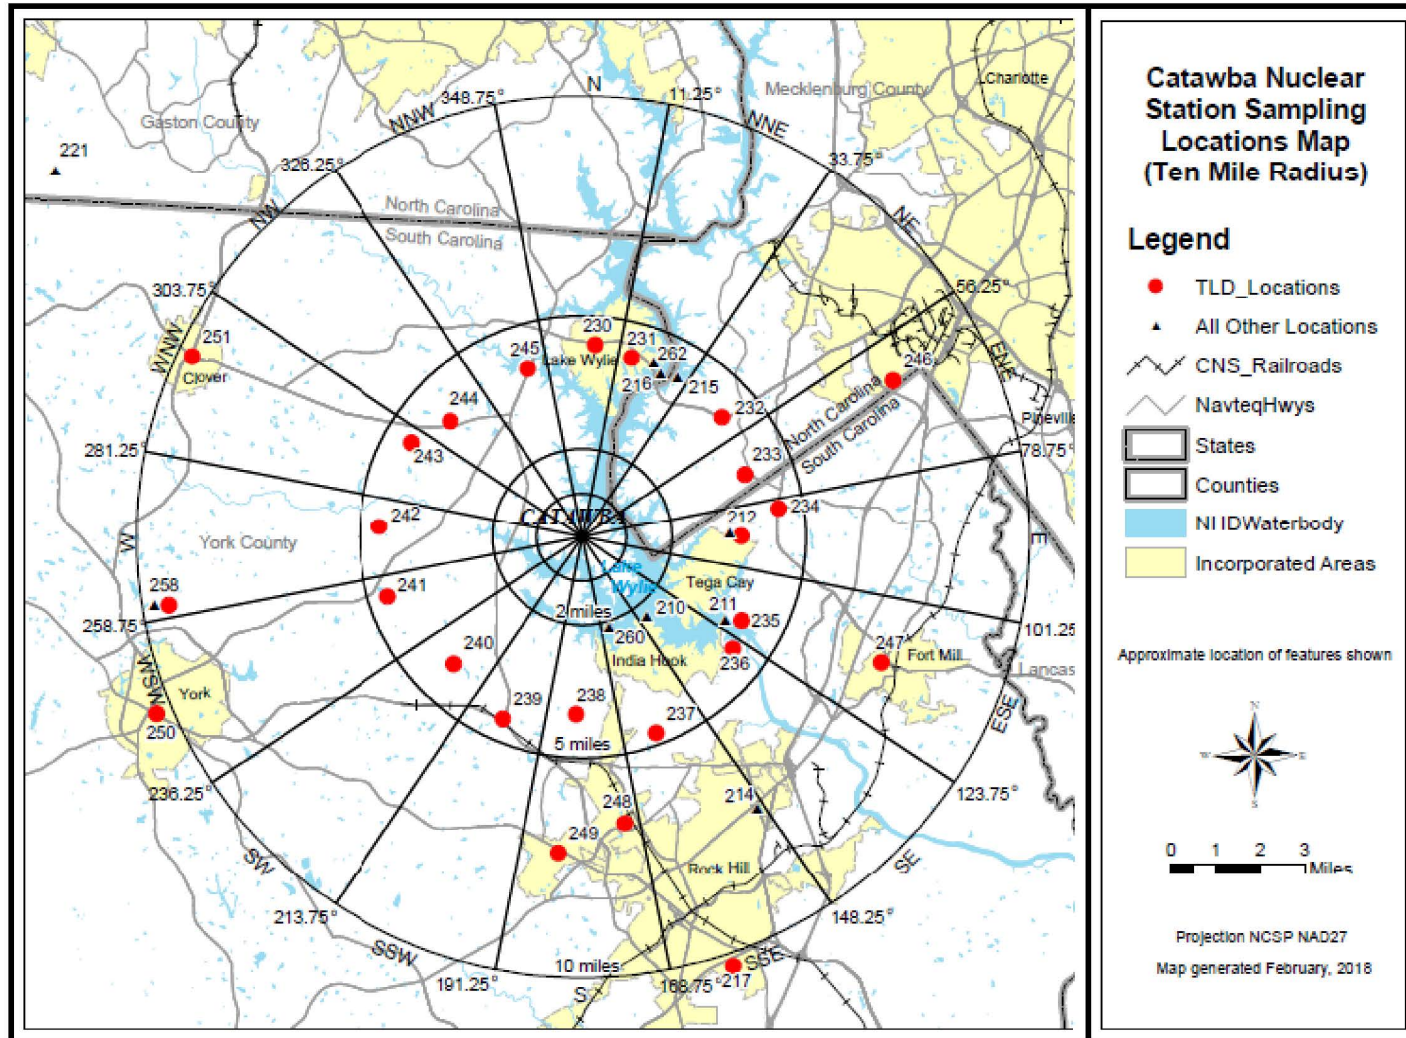 N
348.75°
11.25°
NNW
NNE
Mecklenburg County
Charlotte
Gaston County
221
326.25°
33.75°
NW
North Carolina
South Carolina
NE
303.75°
56.25°
WNW
251
Clover
230
231
Lake Wylie
245
262
216
215
246
ENE
244
232
North Carolina
South Carolina
Pineville
243
281.25°
233
78.75°
234
242
CATAWBA
212
W
York County
E
Lake
Wylie
Tega Cay
241
258
2 miles
210
211
235
258.75°
260
101.25
240
India Hook
236
247
Fort Mill
Lancas
WSW
York
239
238
237
ESE
250
5 miles
236.25°
123.75°
248
214
249
Rock Hill
SW
SE
213.75°
148.25°
SSW
10 miles
SSE
191.25°
S
168.75°
217
Catawba Nuclear
Station Sampling
Locations Map
(Ten Mile Radius)
Legend
TLD_Locations
All Other Locations
CNS_Railroads
NavteqHwys
States
Counties
NHDWaterbody
Incorporated Areas
Approximate location of features shown
N
W
E
S
0 1 2 3
Miles
Projection NCSP NAD27
Map generated February, 2018